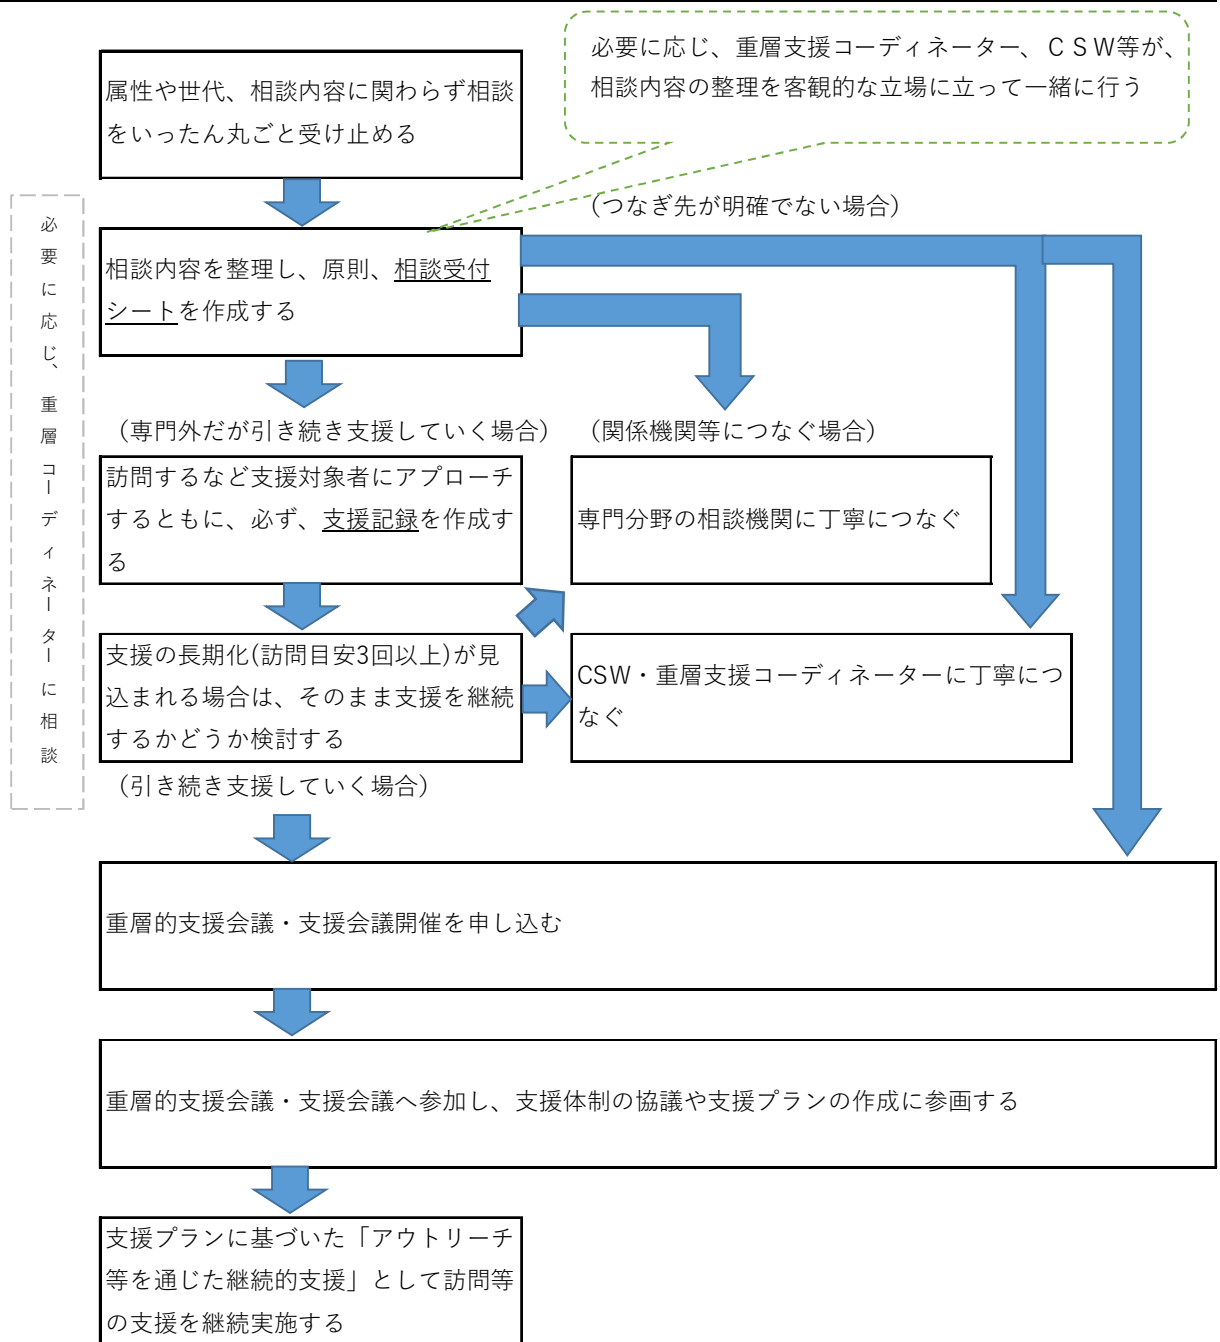 必要に応じ、重層支援コーディネーター、ＣＳＷ等が、
相談内容の整理を客観的な立場に立って一緒に行う
属性や世代、相談内容に関わらず相談
をいったん丸ごと受け止める
（つなぎ先が明確でない場合）
必要に応じ、重層コーディネーターに相談
相談内容を整理し、原則、相談受付
シートを作成する
（専門外だが引き続き支援していく場合）
（関係機関等につなぐ場合）
訪問するなど支援対象者にアプローチ
するともに、必ず、支援記録を作成す
る
専門分野の相談機関に丁寧につなぐ
支援の長期化(訪問目安3回以上)が見
込まれる場合は、そのまま支援を継続
するかどうか検討する
CSW・重層支援コーディネーターに丁寧につ
なぐ
（引き続き支援していく場合）
重層的支援会議・支援会議開催を申し込む
重層的支援会議・支援会議へ参加し、支援体制の協議や支援プランの作成に参画する
支援プランに基づいた「アウトリーチ
等を通じた継続的支援」として訪問等
の支援を継続実施する